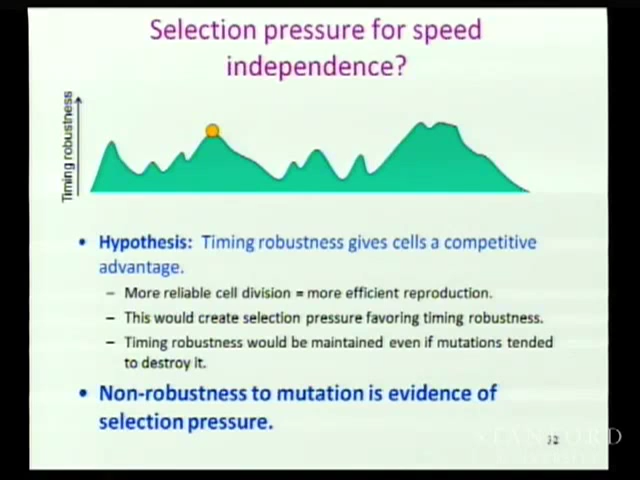 Selection pressure for speed
independence?
Timing robustness
• Hypothesis: Timing robustness gives cells a competitive
advantage.
– More reliable cell division = more efficient reproduction.
– This would create selection pressure favoring timing robustness.
– Timing robustness would be maintained even if mutations tended
to destroy it.
• Non-robustness to mutation is evidence of
selection pressure.
32
STANFORD
UNIVERSITY